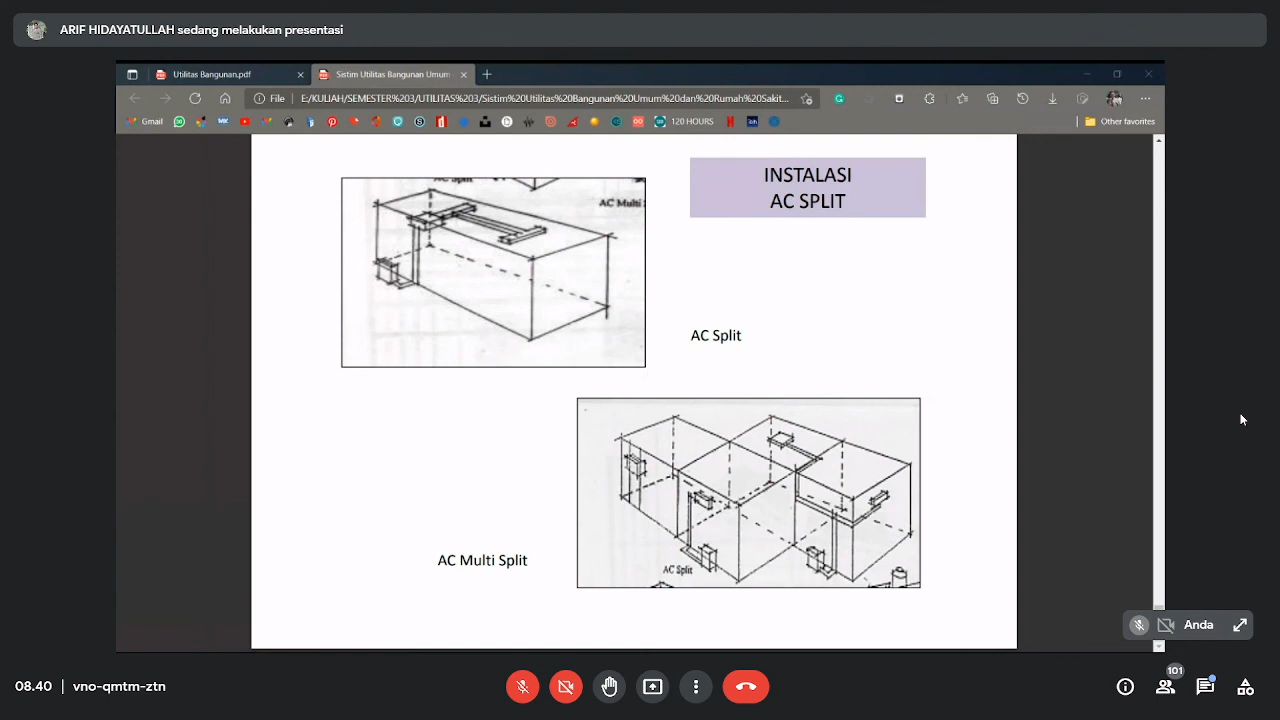 ARIF HIDAYATULLAH sedang melakukan presentasi
Utilitas Bangunan.pdf
Sistim Utilitas Bangunan Umum
File
E:/KULIAH/SEMESTER%203/UTILITAS%203/Sistim%20Utilitas%20Bangunan%20Umum%20dan%20Rumah%20Sakit...
Gmail
120 HOURS
Other favorites
INSTALASI
AC SPLIT
AC Split
AC Multi
AC Split
AC Multi Split
AC Split
Anda
08.40 | vno-qmtm-ztn
101